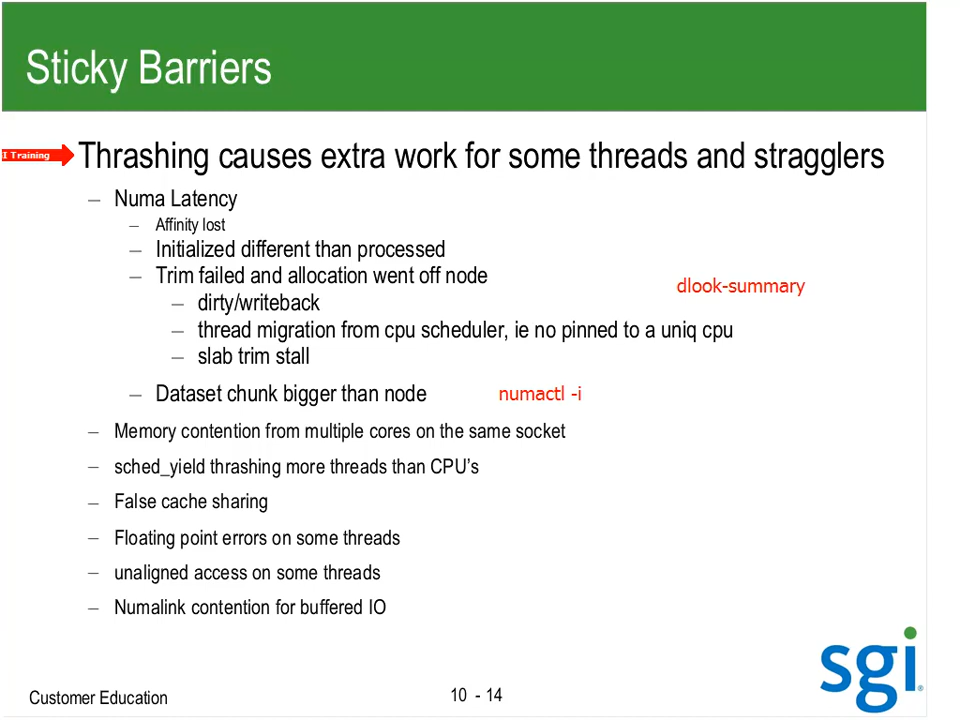 Sticky Barriers
I Training
Thrashing causes extra work for some threads and stragglers
– Numa Latency
– Affinity lost
– Initialized different than processed
– Trim failed and allocation went off node
dlook-summary
– dirty/writeback
– thread migration from cpu scheduler, ie no pinned to a uniq cpu
– slab trim stall
– Dataset chunk bigger than node numactl -i
– Memory contention from multiple cores on the same socket
– sched_yield thrashing more threads than CPU's
– False cache sharing
– Floating point errors on some threads
– unaligned access on some threads
– Numalink contention for buffered IO
sgi®
Customer Education 10 - 14